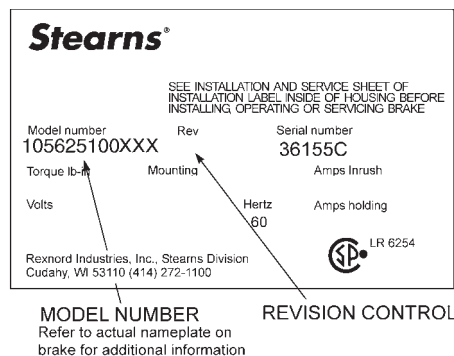 Stearns®
SEE INSTALLATION AND SERVICE SHEET OF
INSTALLATION LABEL INSIDE OF HOUSING BEFORE
INSTALLING, OPERATING OR SERVICING BRAKE
Model number Rev Serial number
105625100XXX 36155C
Torque lb-in Mounting Amps Inrush
Volts Hertz Amps holding
60
SP LR 6254
Rexnord Industries, Inc., Stearns Division
Cudahy, WI 53110 (414) 272-1100
MODEL NUMBER REVISION CONTROL
Refer to actual nameplate on
brake for additional information